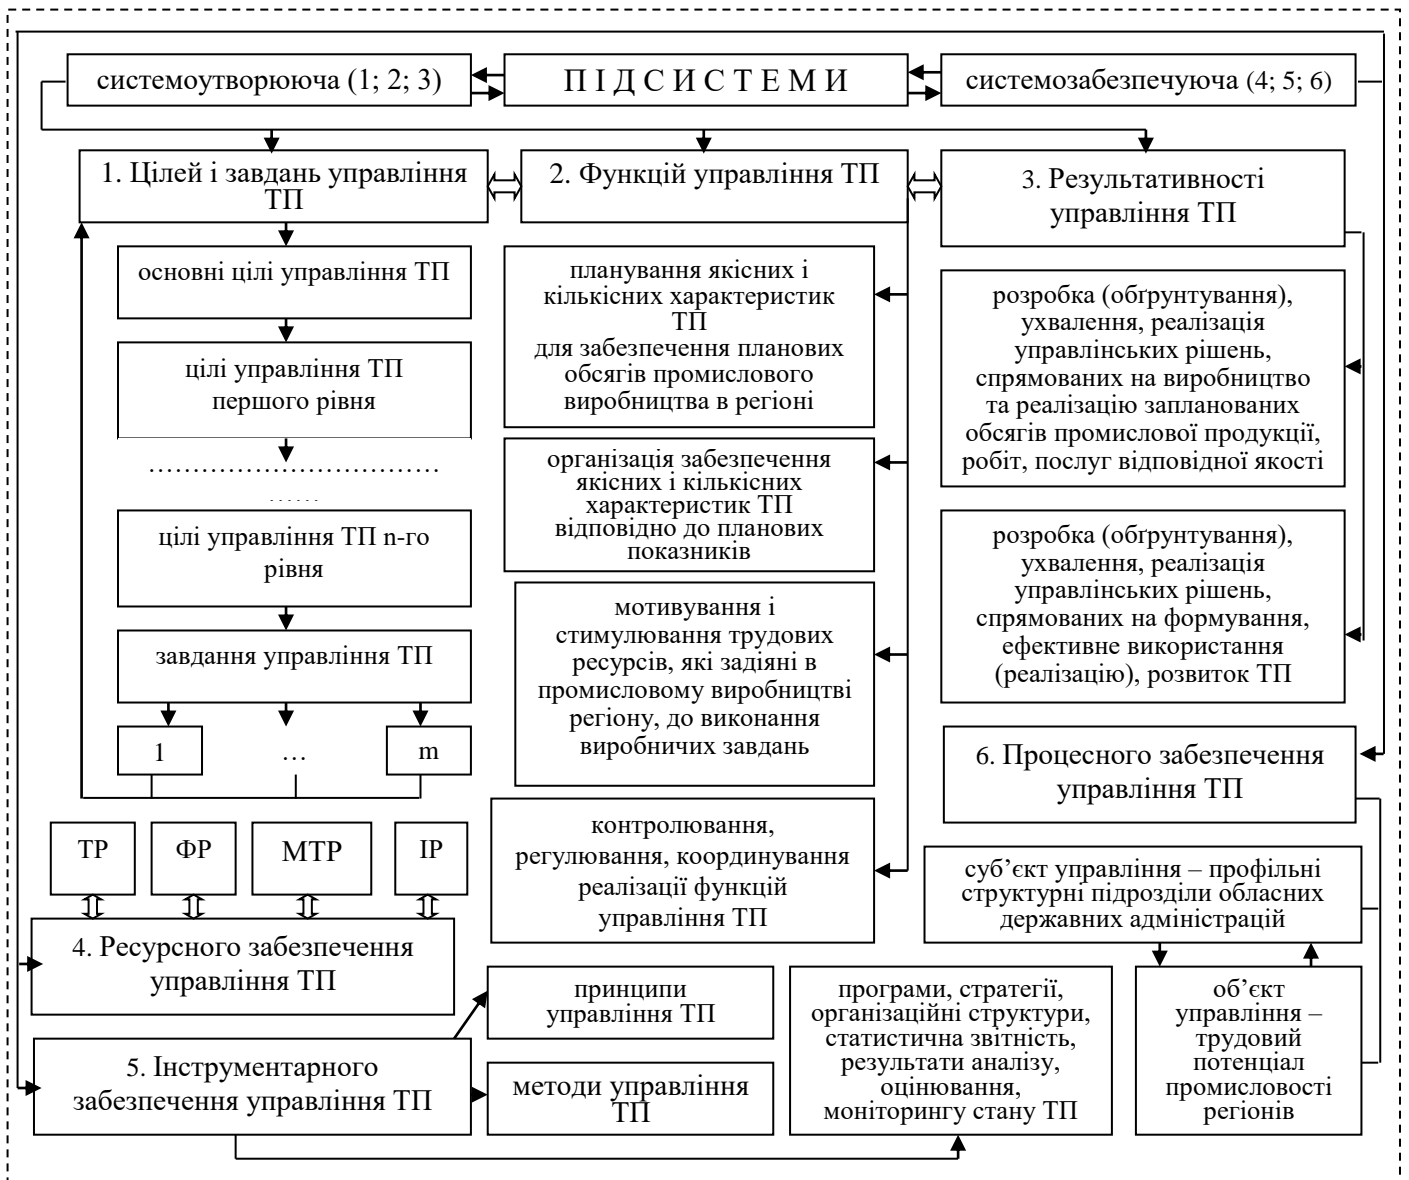 системоутворююча (1; 2; 3)
П І Д С И С Т Е М И
системозабезпечуюча (4; 5; 6)
1. Цілей і завдань управління
ТП
2. Функцій управління ТП
3. Результативності
управління ТП
основні цілі управління ТП
цілі управління ТП
першого рівня
……………………………
……
цілі управління ТП n-го
рівня
завдання управління ТП
1
…
m
планування якісних і
кількісних характеристик
ТП
для забезпечення планових
обсягів промислового
виробництва в регіоні
організація забезпечення
якісних і кількісних
характеристик ТП
відповідно до планових
показників
мотивування і
стимулювання трудових
ресурсів, які задіяні в
промисловому виробництві
регіону, до виконання
виробничих завдань
контролювання,
регулювання, координування
реалізації функцій
управління ТП
розробка (обґрунтування),
ухвалення, реалізація
управлінських рішень,
спрямованих на виробництво
та реалізацію запланованих
обсягів промислової продукції,
робіт, послуг відповідної якості
розробка (обґрунтування),
ухвалення, реалізація
управлінських рішень,
спрямованих на формування,
ефективне використання
(реалізацію), розвиток ТП
6. Процесного забезпечення
управління ТП
суб’єкт управління – профільні
структурні підрозділи обласних
державних адміністрацій
об’єкт
управління –
трудовий
потенціал
промисловості
регіонів
ТР
ФР
МТР
ІР
4. Ресурсного забезпечення
управління ТП
5. Інструментарного
забезпечення управління ТП
принципи
управління ТП
методи управління
ТП
програми, стратегії,
організаційні структури,
статистична звітність,
результати аналізу,
оцінювання,
моніторингу стану ТП